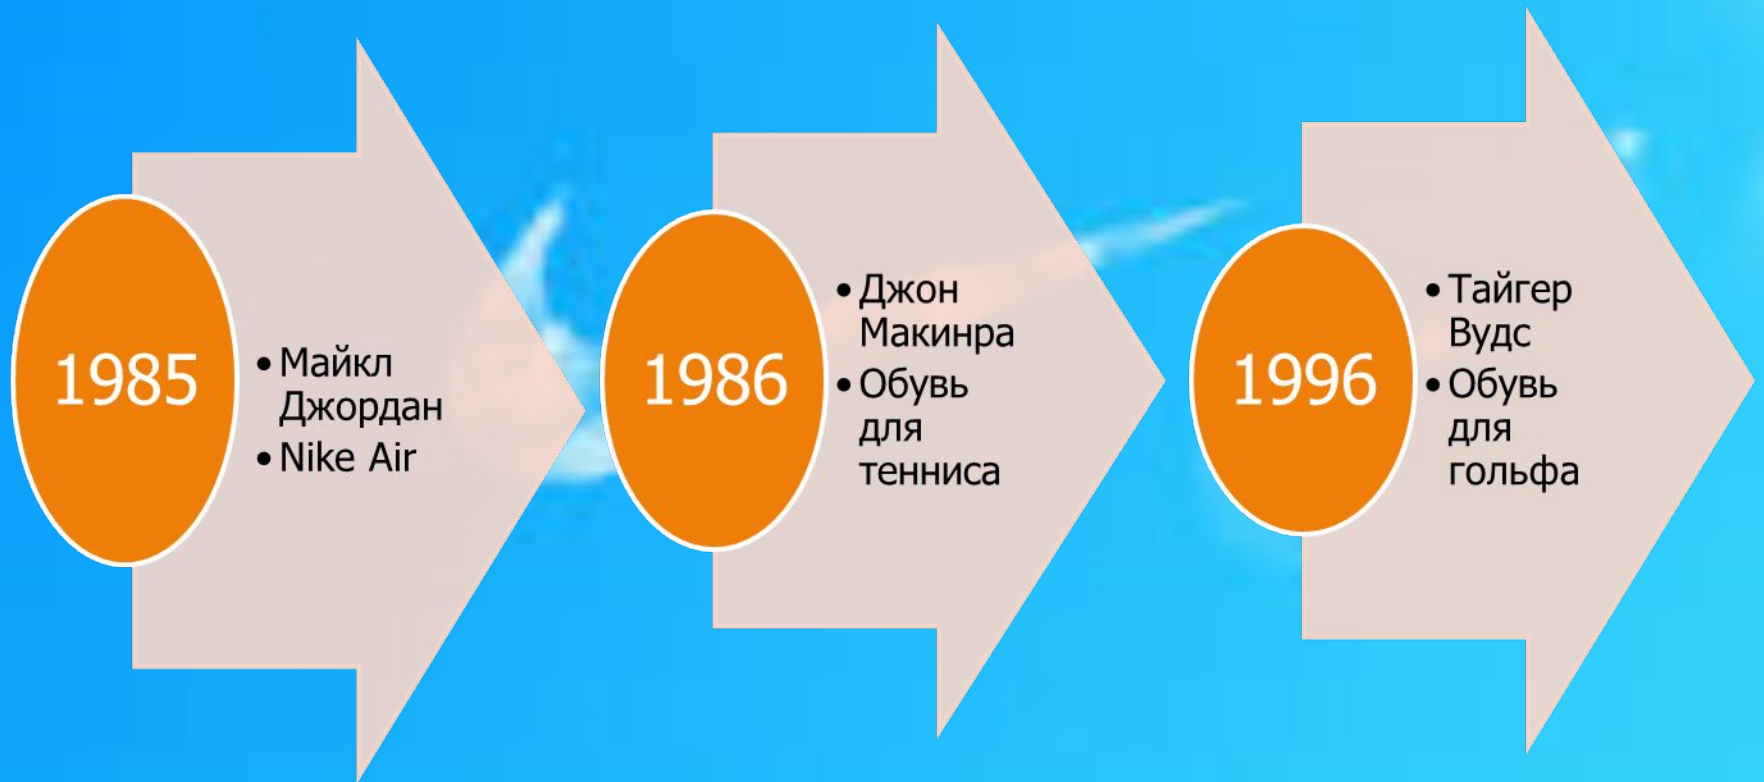 1985
• Майкл
Джордан
• Nike Air
1986
• Джон
Макинра
• Обувь
для
тенниса
1996
• Тайгер
Вудс
• Обувь
для
гольфа